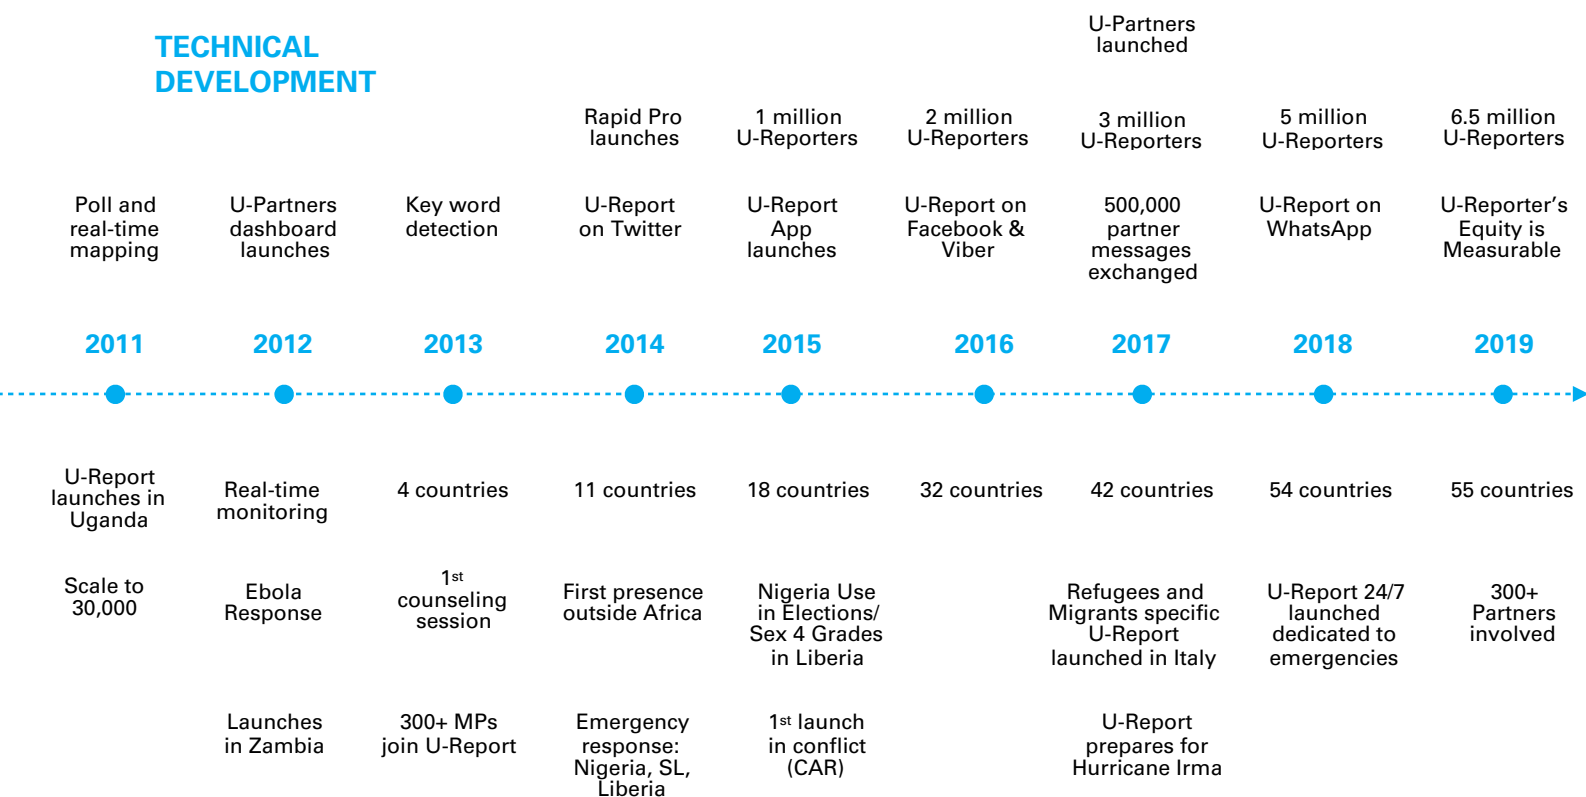 TECHNICAL
DEVELOPMENT
U-Partners
launched
Rapid Pro
launches
1 million
U-Reporters
2 million
U-Reporters
3 million
U-Reporters
5 million
U-Reporters
6.5 million
U-Reporters
Poll and
real-time
mapping
U-Partners
dashboard
launches
Key word
detection
U-Report
on Twitter
U-Report
App
launches
U-Report on
Facebook &
Viber
500,000
partner
messages
exchanged
U-Report on
WhatsApp
U-Reporter's
Equity is
Measurable
2011
2012
2013
2014
2015
2016
2017
2018
2019
U-Report
launches in
Uganda
Real-time
monitoring
4 countries
11 countries
18 countries
32 countries
42 countries
54 countries
55 countries
Scale to
30,000
Ebola
Response
1st
counseling
session
First presence
outside Africa
Nigeria Use
in Elections/
Sex 4 Grades
in Liberia
Refugees and
Migrants specific
U-Report
launched in Italy
U-Report 24/7
launched
dedicated to
emergencies
300+
Partners
involved
Launches
in Zambia
300+ MPs
join U-Report
Emergency
response:
Nigeria, SL,
Liberia
1st launch
in conflict
(CAR)
U-Report
prepares for
Hurricane Irma